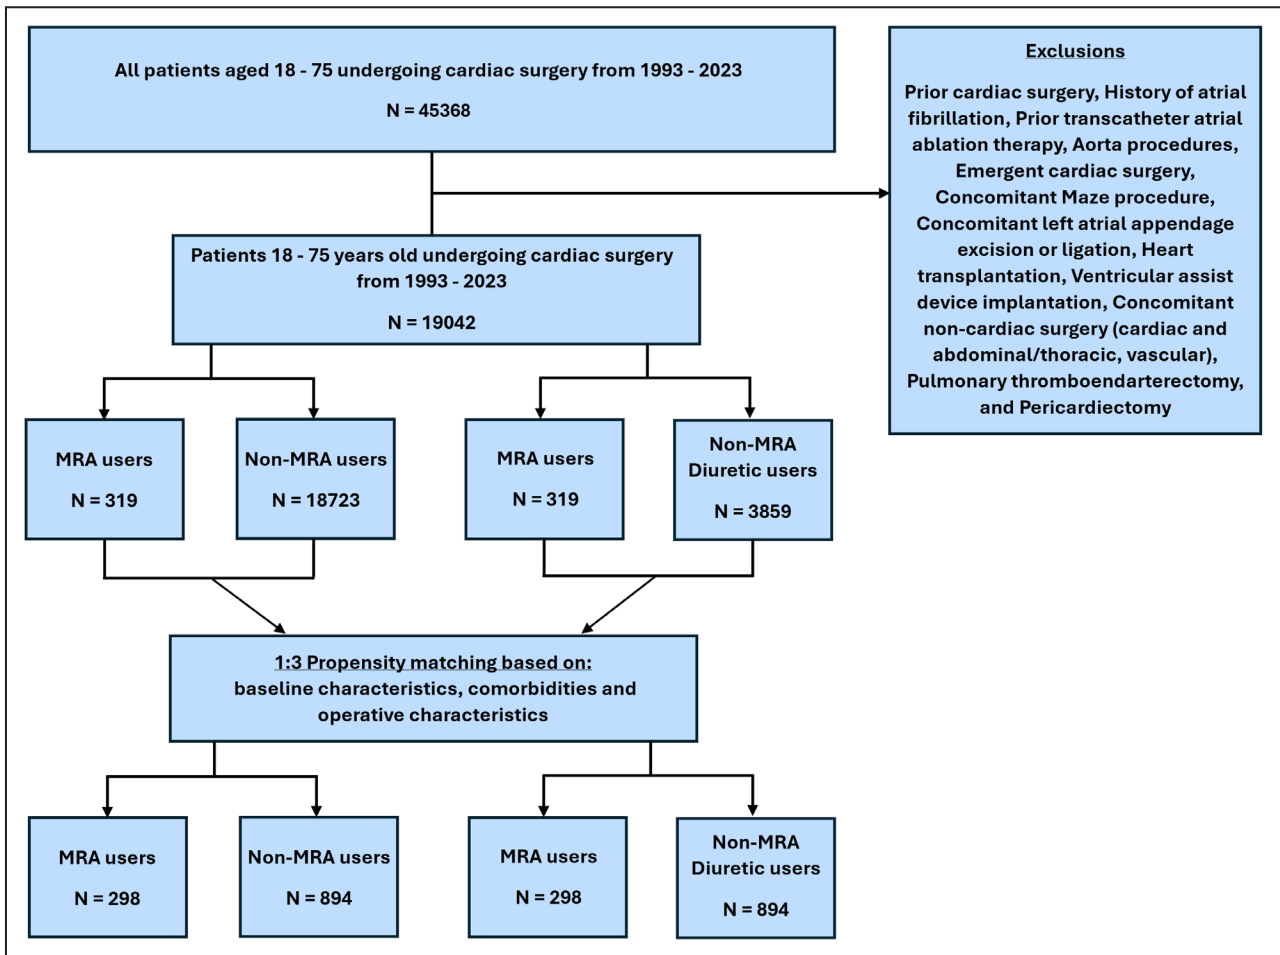 All patients aged 18 - 75 undergoing cardiac surgery from 1993 - 2023
N = 45368
Exclusions
Prior cardiac surgery, History of atrial
fibrillation, Prior transcatheter atrial
ablation therapy, Aorta procedures,
Emergent cardiac surgery,
Concomitant Maze procedure,
Concomitant left atrial appendage
excision or ligation, Heart
transplantation, Ventricular assist
device implantation, Concomitant
non-cardiac surgery (cardiac and
abdominal/thoracic, vascular),
Pulmonary thromboendarterectomy,
and Pericardiectomy
Patients 18 - 75 years old undergoing cardiac surgery
from 1993 - 2023
N = 19042
MRA users
N = 319
Non-MRA users
N = 18723
MRA users
N = 319
Non-MRA
Diuretic users
N = 3859
1:3 Propensity matching based on:
baseline characteristics, comorbidities and
operative characteristics
MRA users
N = 298
Non-MRA users
N = 894
MRA users
N = 298
Non-MRA
Diuretic users
N = 894